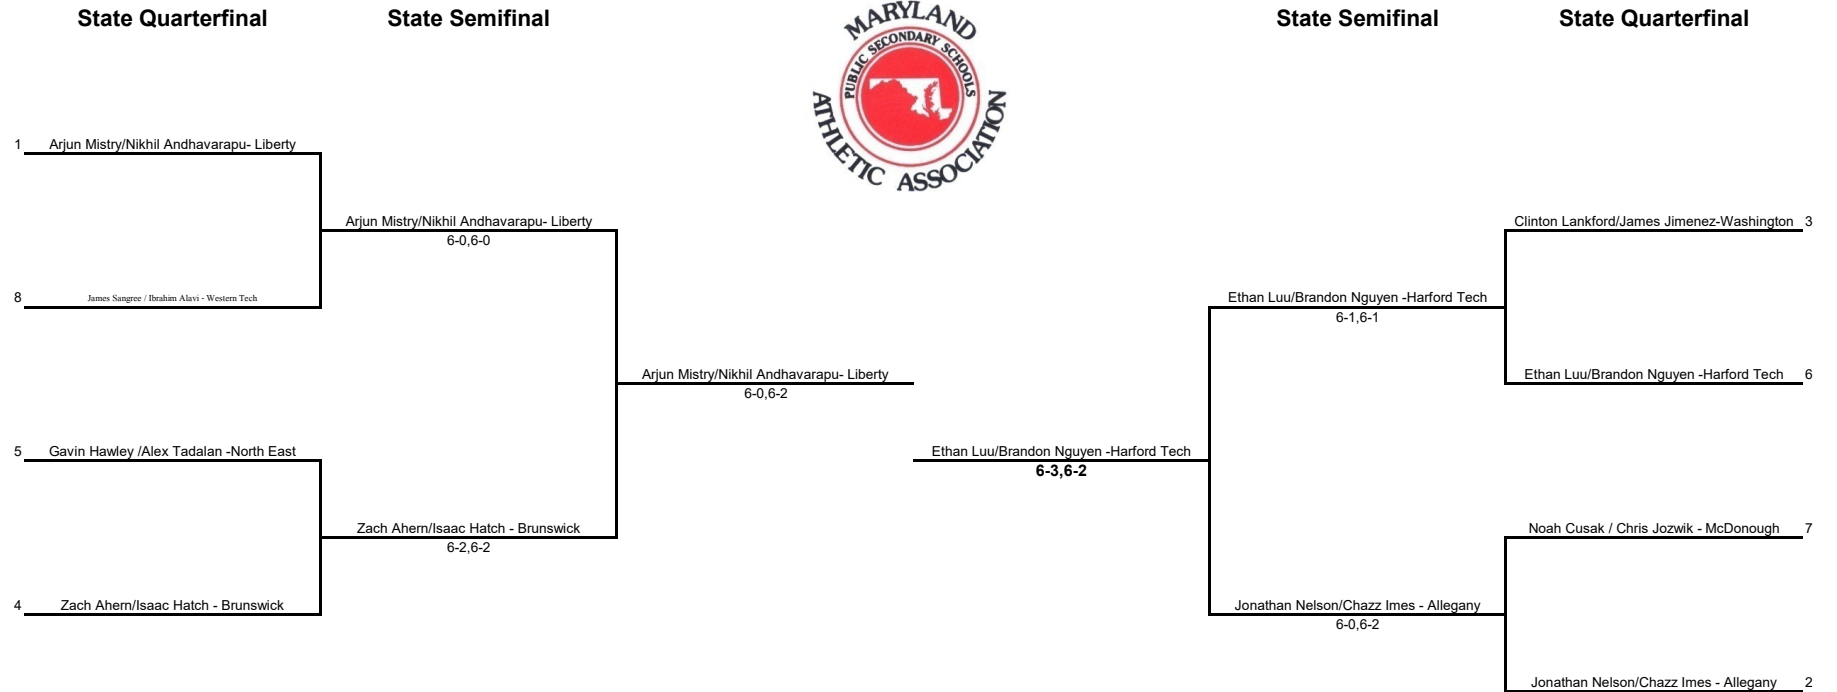 State Quarterfinal
State Semifinal
MARYLAND
PUBLIC SECONDARY SCHOOLS
ATHLETIC ASSOCIATION
State Semifinal
State Quarterfinal
1 Arjun Mistry/Nikhil Andhavarapu- Liberty
Arjun Mistry/Nikhil Andhavarapu- Liberty
6-0,6-0
8 James Sangree / Ibrahim Alavi - Western Tech
Arjun Mistry/Nikhil Andhavarapu- Liberty
6-0,6-2
5 Gavin Hawley /Alex Tadalan -North East
Zach Ahern/Isaac Hatch - Brunswick
6-2,6-2
4 Zach Ahern/Isaac Hatch - Brunswick
Clinton Lankford/James Jimenez-Washington 3
Ethan Luu/Brandon Nguyen -Harford Tech
6-1,6-1
Ethan Luu/Brandon Nguyen -Harford Tech 6
Ethan Luu/Brandon Nguyen -Harford Tech
6-3,6-2
Noah Cusak / Chris Jozwik - McDonough 7
Jonathan Nelson/Chazz Imes - Allegany
6-0,6-2
Jonathan Nelson/Chazz Imes - Allegany 2